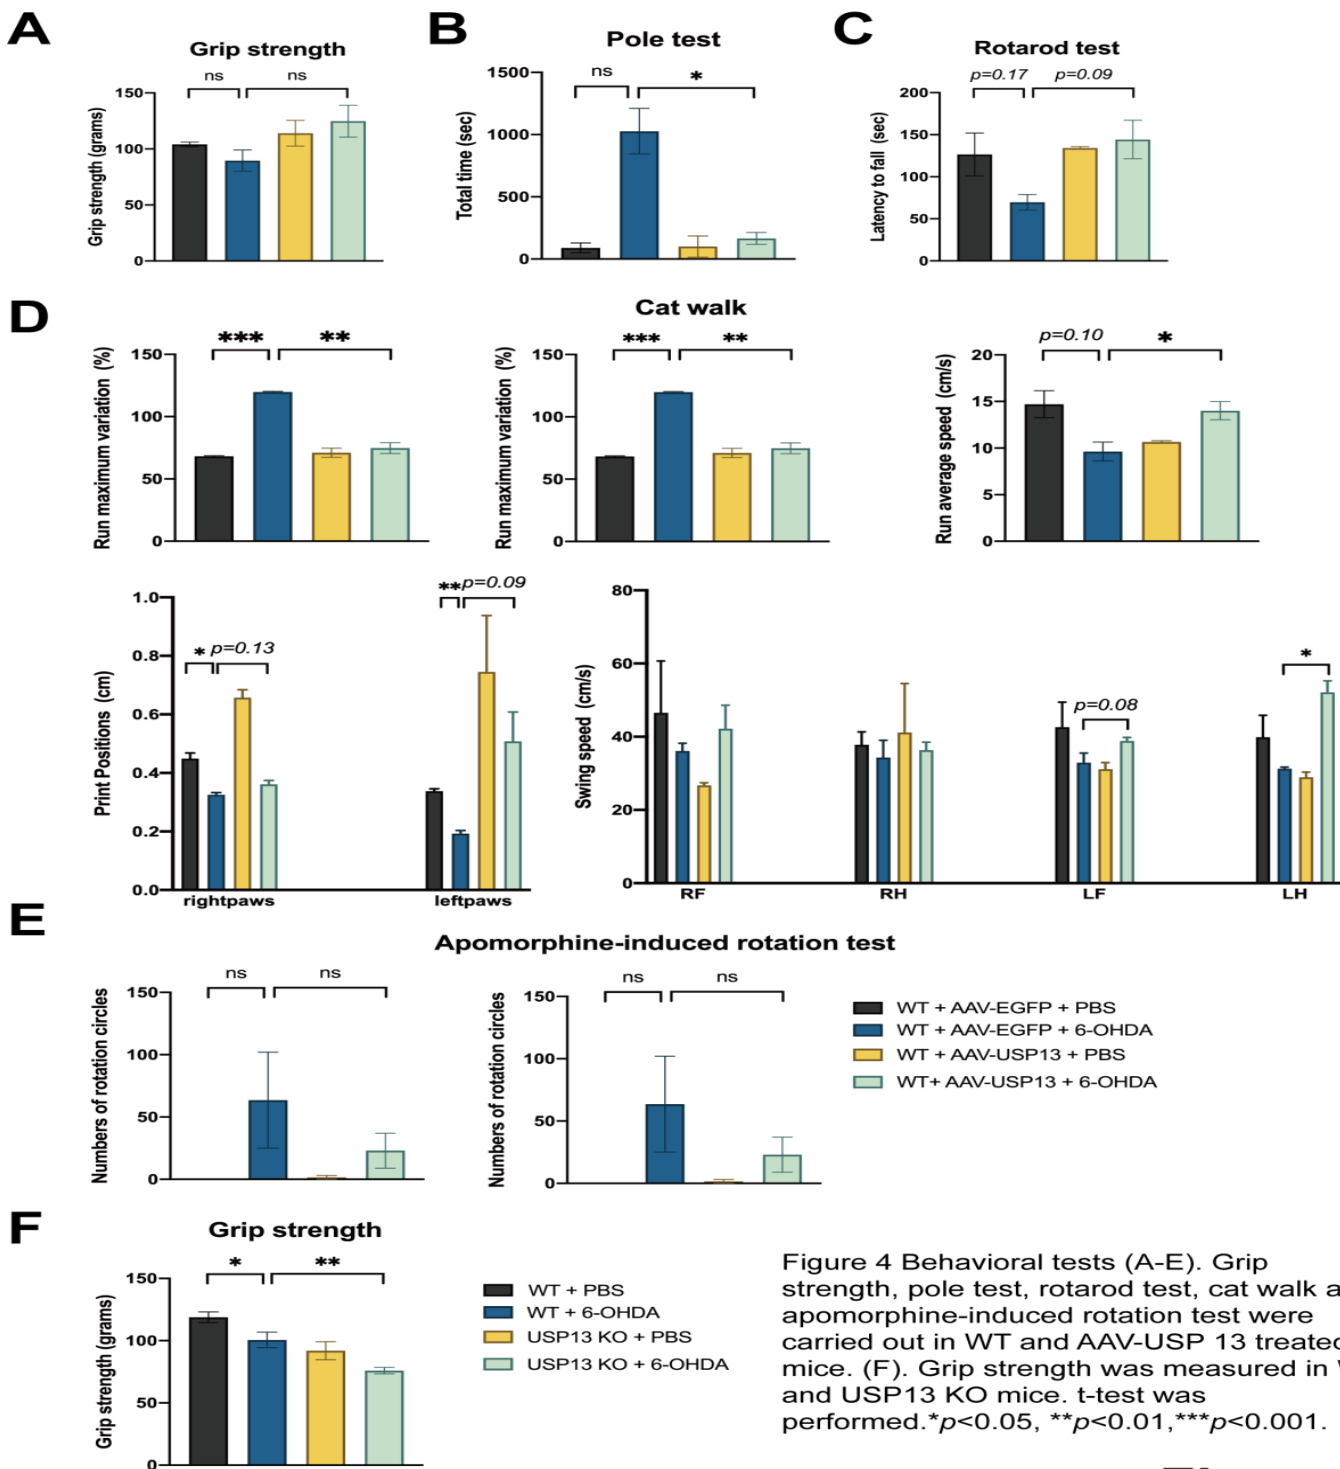 A
Grip strength
ns
ns
Grip strength (grams)
150
100
50
0
B
Pole test
ns
*
Total time (sec)
1500
1000
500
0
C
Rotarod test
p=0.17
p=0.09
Latency to fall (sec)
200
150
100
50
0
D
Cat walk
***
**
Run maximum variation (%)
150
100
50
0
***
**
Run maximum variation (%)
150
100
50
0
p=0.10
*
Run average speed (cm/s)
20
15
10
5
0
Print Positions (cm)
1.0
0.8
0.6
0.4
0.2
0.0
*
p=0.13
**
p=0.09
rightpaws
leftpaws
Swing speed (cm/s)
80
60
40
20
0
p=0.08
*
RF
RH
LF
LH
E
Apomorphine-induced rotation test
ns
ns
Numbers of rotation circles
150
100
50
0
ns
ns
Numbers of rotation circles
150
100
50
0
WT + AAV-EGFP + PBS
WT + AAV-EGFP + 6-OHDA
WT + AAV-USP13 + PBS
WT+ AAV-USP13 + 6-OHDA
F
Grip strength
*
**
Grip strength (grams)
150
100
50
0
WT + PBS
WT + 6-OHDA
USP13 KO + PBS
USP13 KO + 6-OHDA
Figure 4 Behavioral tests (A-E). Grip
strength, pole test, rotarod test, cat walk a
apomorphine-induced rotation test were
carried out in WT and AAV-USP 13 treated
mice. (F). Grip strength was measured in
and USP13 KO mice. t-test was
performed.*p<0.05, **p<0.01,***p<0.001.